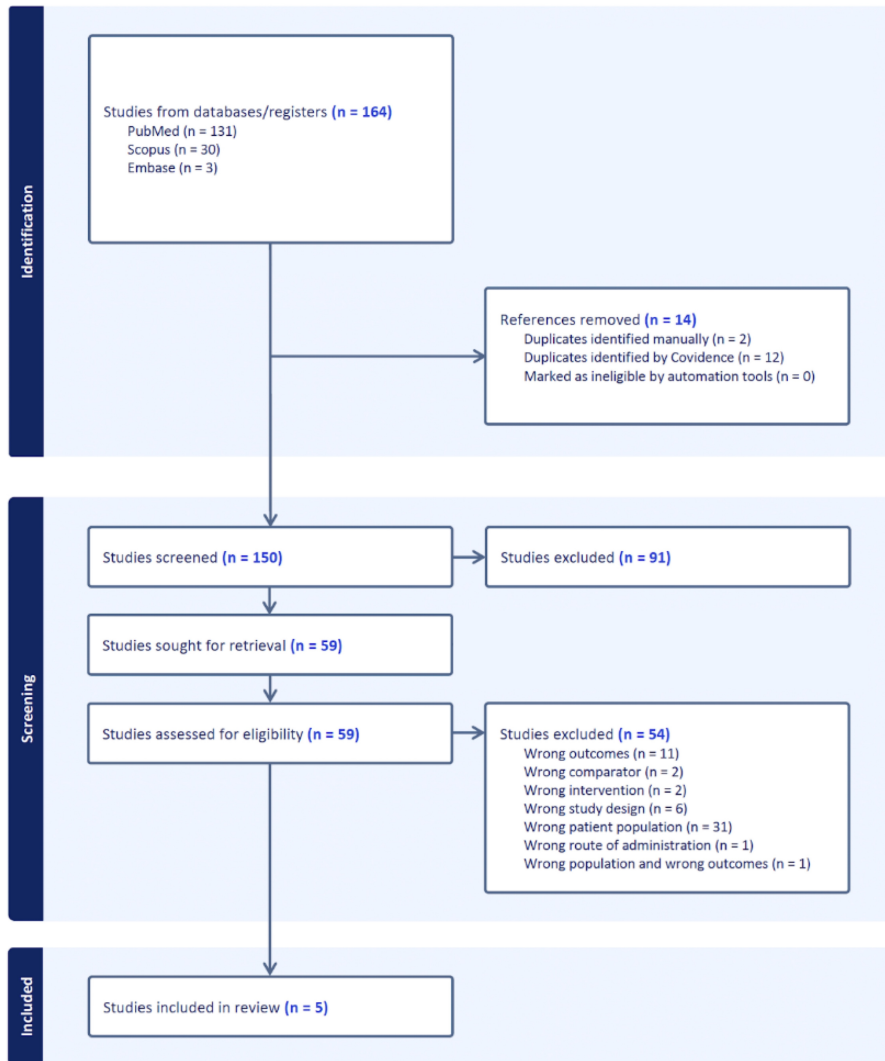 Identification
Studies from databases/registers (n = 164)
PubMed (n = 131)
Scopus (n = 30)
Embase (n = 3)
References removed (n = 14)
Duplicates identified manually (n = 2)
Duplicates identified by Covidence (n = 12)
Marked as ineligible by automation tools (n = 0)
Screening
Studies screened (n = 150)
Studies excluded (n = 91)
Studies sought for retrieval (n = 59)
Studies assessed for eligibility (n = 59)
Studies excluded (n = 54)
Wrong outcomes (n = 11)
Wrong comparator (n = 2)
Wrong intervention (n = 2)
Wrong study design (n = 6)
Wrong patient population (n = 31)
Wrong route of administration (n = 1)
Wrong population and wrong outcomes (n = 1)
Included
Studies included in review (n = 5)